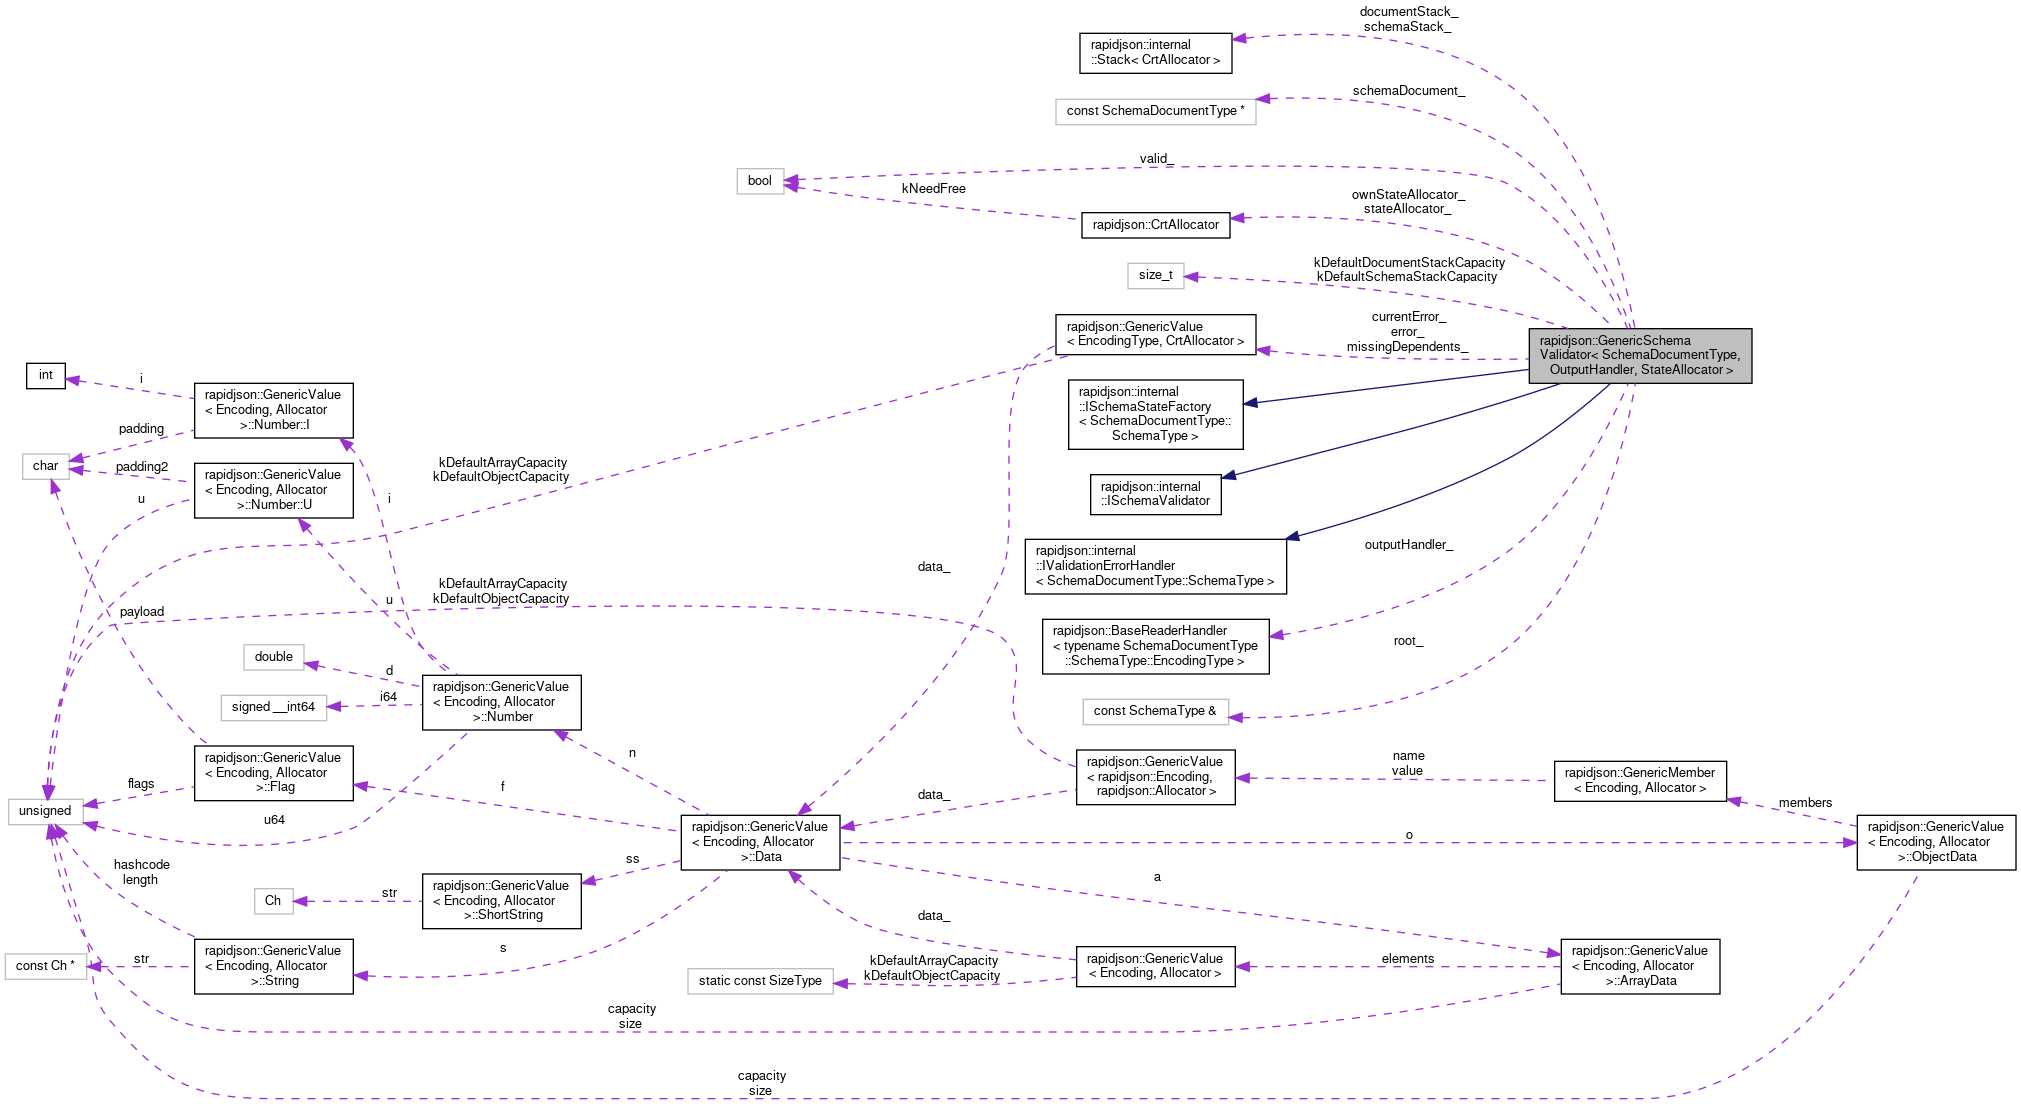 documentStack_
schemaStack_
rapidjson::internal
::Stack< CrtAllocator >
schemaDocument_
const SchemaDocumentType *
valid_
bool
kNeedFree
ownStateAllocator_
stateAllocator_
rapidjson::CrtAllocator
kDefaultDocumentStackCapacity
kDefaultSchemaStackCapacity
size_t
rapidjson::GenericValue
< EncodingType, CrtAllocator >
currentError_
error_
missingDependents_
rapidjson::GenericSchema
Validator< SchemaDocumentType,
OutputHandler, StateAllocator >
int
i
rapidjson::GenericValue
< Encoding, Allocator
>::Number::I
rapidjson::internal
::ISchemaStateFactory
< SchemaDocumentType::
SchemaType >
padding
char
padding2
rapidjson::GenericValue
< Encoding, Allocator
>::Number::U
u
i
kDefaultArrayCapacity
kDefaultObjectCapacity
rapidjson::internal
::ISchemaValidator
rapidjson::internal
::IValidationErrorHandler
< SchemaDocumentType::SchemaType >
outputHandler_
data_
kDefaultArrayCapacity
kDefaultObjectCapacity
payload
u
rapidjson::BaseReaderHandler
< typename SchemaDocumentType
::SchemaType::EncodingType >
root_
double
d
signed __int64
i64
rapidjson::GenericValue
< Encoding, Allocator
>::Number
const SchemaType &
n
rapidjson::GenericValue
< Encoding, Allocator
>::Flag
flags
f
unsigned
u64
rapidjson::GenericValue
< rapidjson::Encoding,
rapidjson::Allocator >
name
value
rapidjson::GenericMember
< Encoding, Allocator >
members
data_
rapidjson::GenericValue
< Encoding, Allocator
>::Data
o
rapidjson::GenericValue
< Encoding, Allocator
>::ObjectData
hashcode
length
ss
a
Ch
str
rapidjson::GenericValue
< Encoding, Allocator
>::ShortString
data_
s
const Ch *
str
rapidjson::GenericValue
< Encoding, Allocator
>::String
static const SizeType
kDefaultArrayCapacity
kDefaultObjectCapacity
rapidjson::GenericValue
< Encoding, Allocator >
elements
rapidjson::GenericValue
< Encoding, Allocator
>::ArrayData
capacity
size
capacity
size